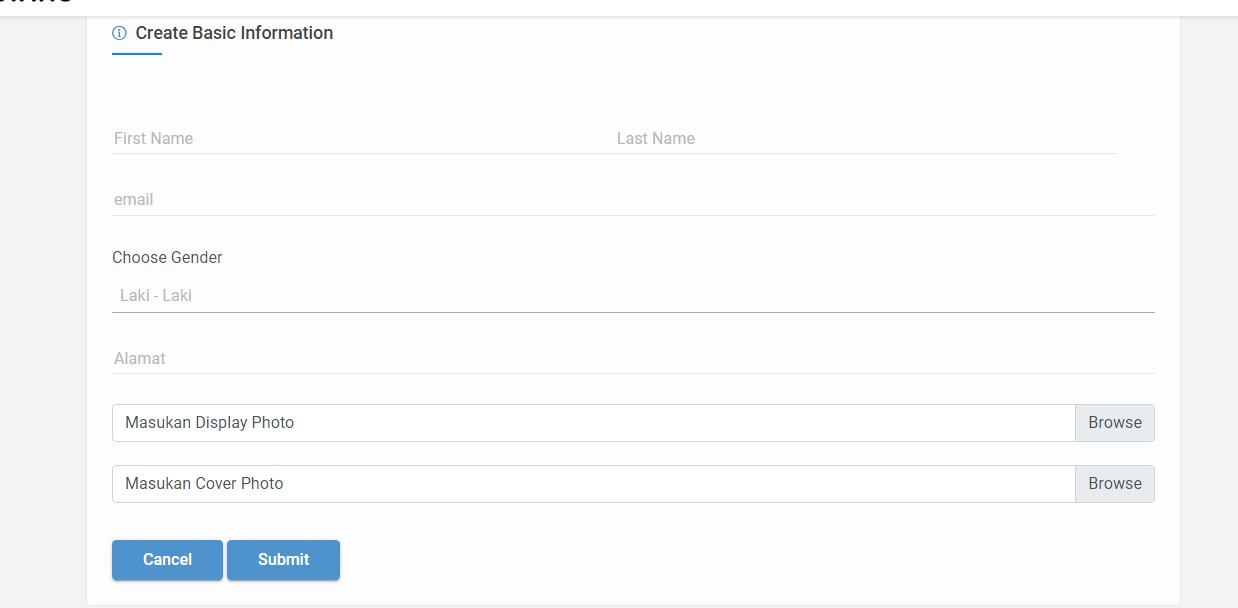 Create Basic Information
First Name Last Name
email
Choose Gender
Laki - Laki
Alamat
Masukan Display Photo Browse
Masukan Cover Photo Browse
Cancel Submit